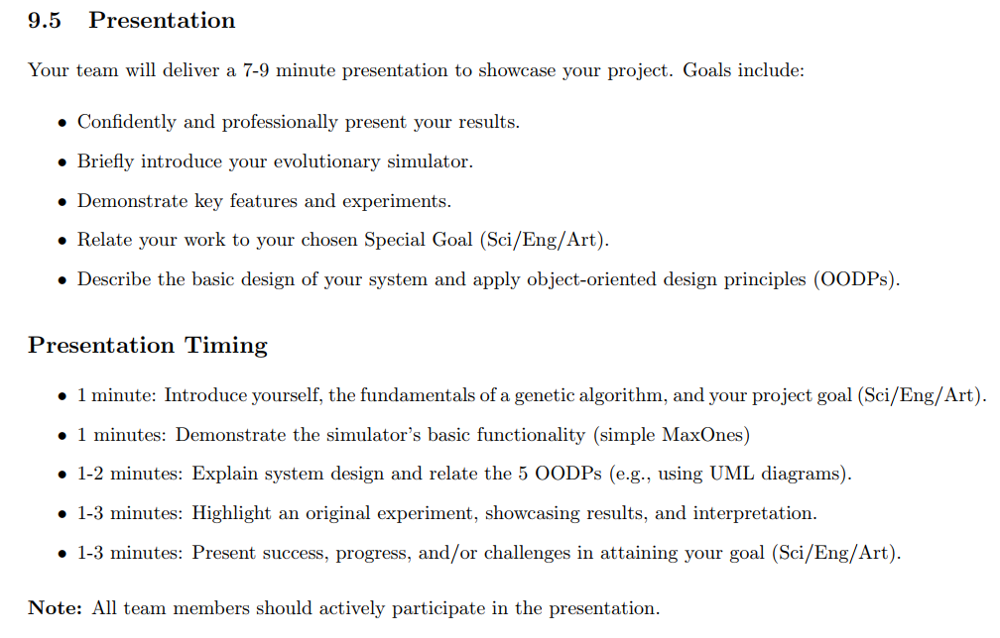 9.5 Presentation
Your team will deliver a 7-9 minute presentation to showcase your project. Goals include:
• Confidently and professionally present your results.
• Briefly introduce your evolutionary simulator.
• Demonstrate key features and experiments.
• Relate your work to your chosen Special Goal (Sci/Eng/Art).
• Describe the basic design of your system and apply object-oriented design principles (OODPs).
Presentation Timing
• 1 minute: Introduce yourself, the fundamentals of a genetic algorithm, and your project goal (Sci/Eng/Art).
• 1 minutes: Demonstrate the simulator's basic functionality (simple MaxOnes)
• 1-2 minutes: Explain system design and relate the 5 OODPs (e.g., using UML diagrams).
• 1-3 minutes: Highlight an original experiment, showcasing results, and interpretation.
• 1-3 minutes: Present success, progress, and/or challenges in attaining your goal (Sci/Eng/Art).
Note: All team members should actively participate in the presentation.